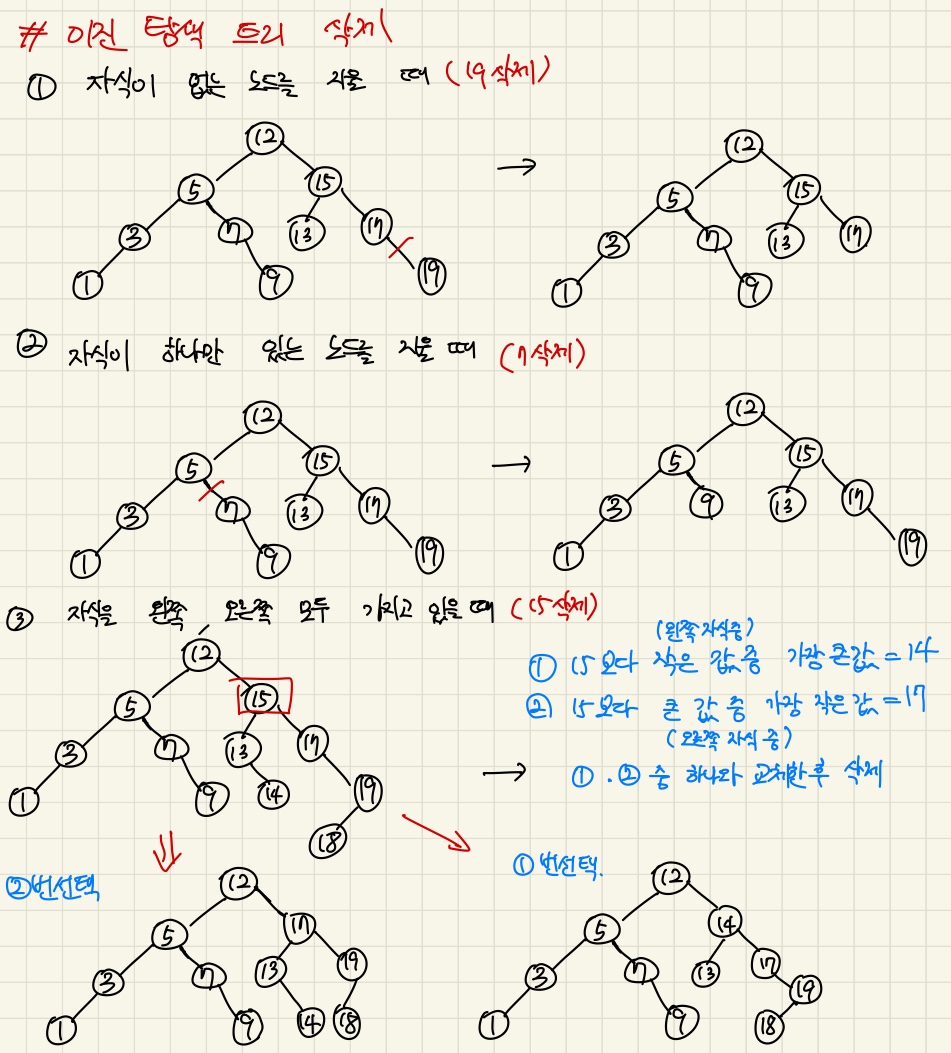 # 이진 탐색 트리 삭제
① 자식이 없는 노드를 지울 때 (19 삭제)
12 → 12
5 15 5 15
3 7 13 17 3 7 13 17
1 9 19 1 9
② 자식이 하나만 있는 노드를 지울 때 (7 삭제)
12 → 12
5 15 5 15
3 7 13 17 3 9 13 17
1 9 19 1 19
③ 자식을 왼쪽 오른쪽 모두 가지고 있을 때 (15 삭제)
12
5 15
3 7 13 17
1 9 14 19
18
→
(왼쪽 자식 중)
① 15 보다 작은 값 중 가장 큰 값 = 14
② 15 보다 큰 값 중 가장 작은 값 = 17
(오른쪽 자식 중)
①. ② 중 하나와 교체한 후 삭제
②번선택
12
5 17
3 7 13 19
1 9 14 18
① 번선택.
12
5 14
3 7 13 17
1 9 19
18